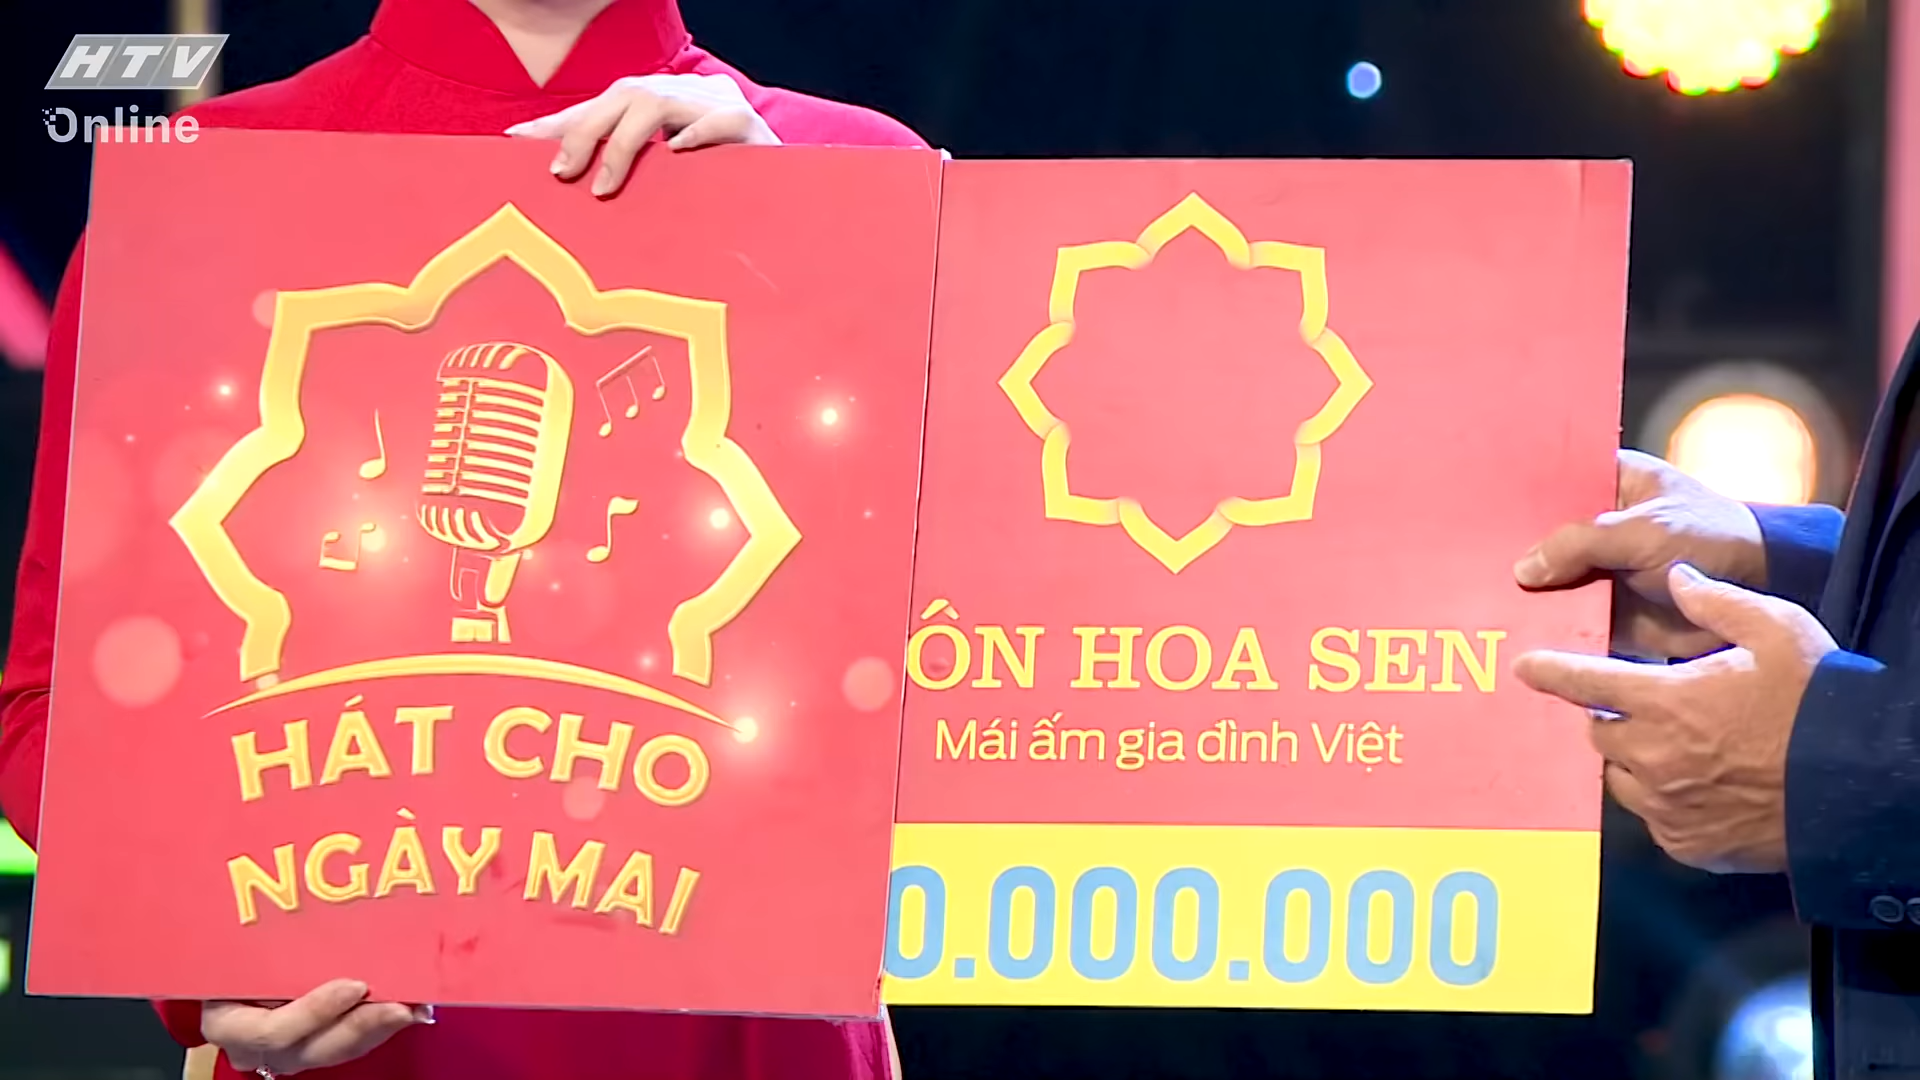 HTV
Online
HÁT CHO
NGÀY MAI
ÔN HOA SEN
Mái ấm gia đình Việt
0.000.000